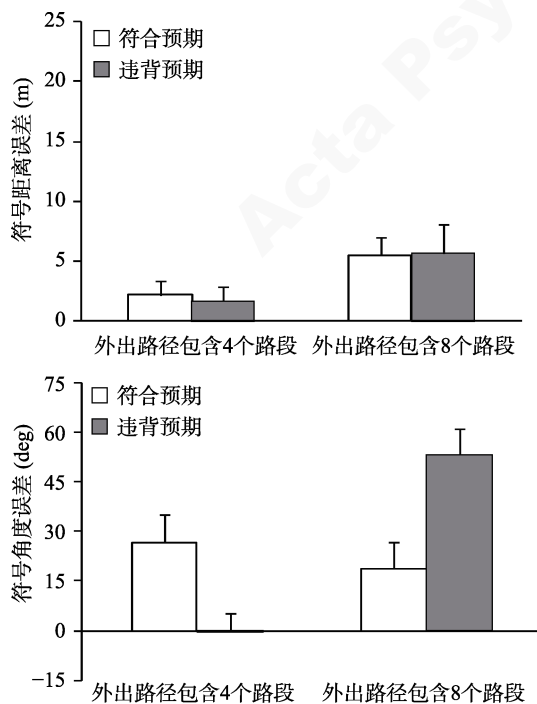 Acta Psy
25
符合预期
违背预期
20
15
10
5
0
符号距离误差 (m)
外出路径包含4个路段 外出路径包含8个路段
75
符合预期
违背预期
60
45
30
15
0
−15
符号角度误差 (deg)
外出路径包含4个路段 外出路径包含8个路段